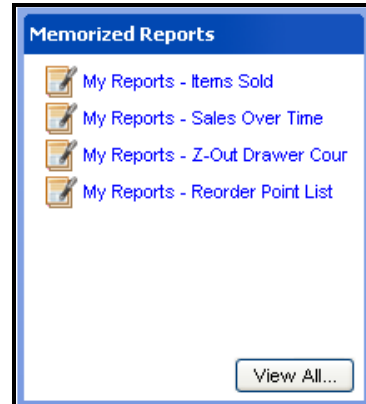 Memorized Reports
My Reports - Items Sold
My Reports - Sales Over Time
My Reports - Z-Out Drawer Cour
My Reports - Reorder Point List
View All...